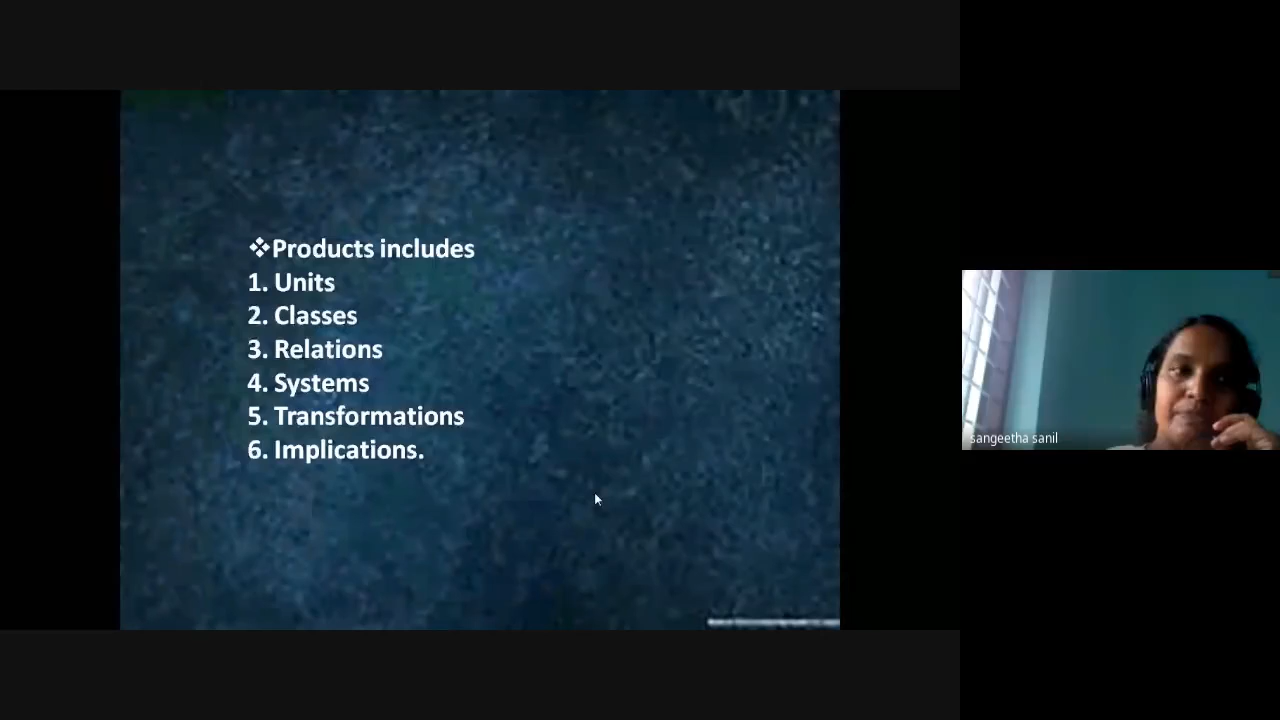 ❖Products includes
1. Units
2. Classes
3. Relations
4. Systems
5. Transformations
6. Implications.
sangeetha sanil